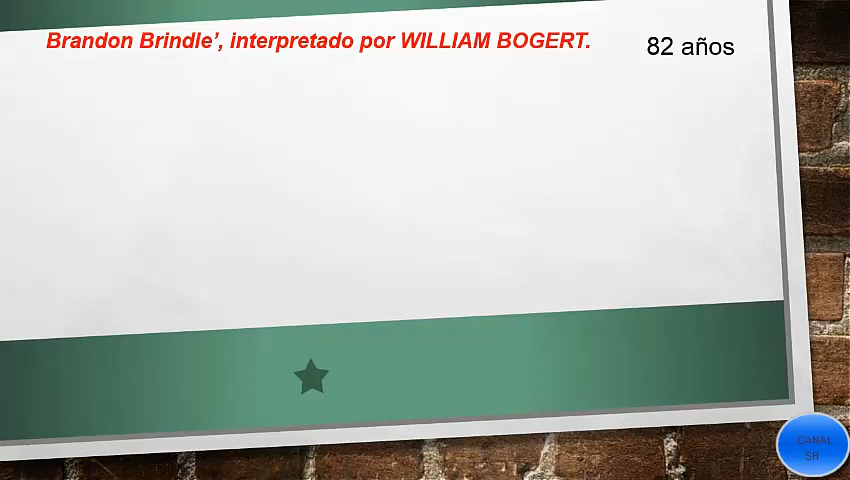 Brandon Brindle’, interpretado por WILLIAM BOGERT.
82 años
CANAL
SH